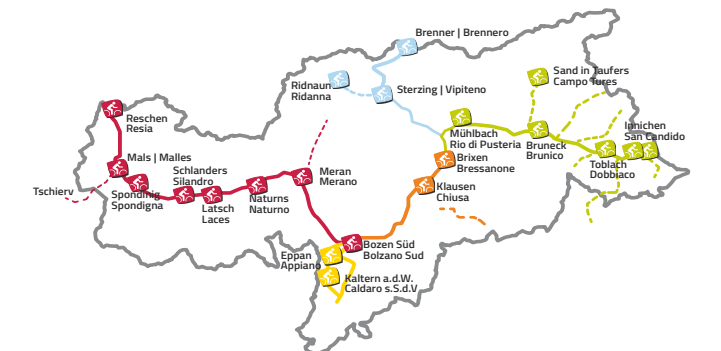 Brenner | Brennero
Ridnaun
Ridanna
Sterzing | Vipiteno
Sand in Taufers
Campo Tures
Reschen
Resia
Mühlbach
Rio di Pusteria
Bruneck
Brunico
Innichen
San Candido
Toblach
Dobbiaco
Mals | Malles
Brixen
Bressanone
Schlanders
Silandro
Meran
Merano
Klausen
Chiusa
Tschierv
Spondinig
Spondigna
Latsch
Laces
Naturns
Naturno
Bozen Süd
Bolzano Sud
Eppan
Appiano
Kaltern a.d.W.
Caldaro s.S.d.V